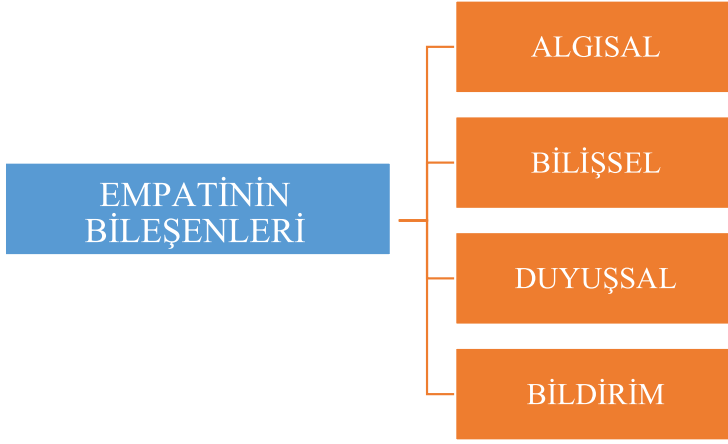 EMPATİNİN
BİLEŞENLERİ
ALGISAL
BİLİŞSEL
DUYUŞSAL
BİLDİRİM